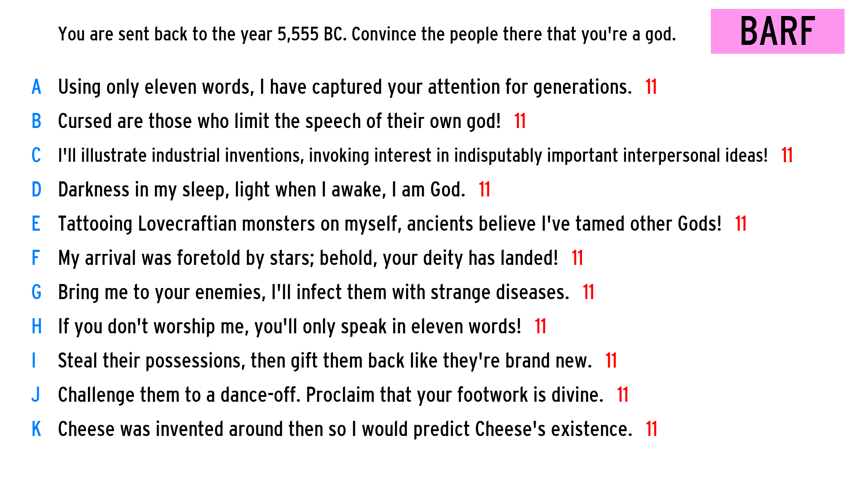 You are sent back to the year 5,555 BC. Convince the people there that you're a god.
BARF
A Using only eleven words, I have captured your attention for generations. 11
B Cursed are those who limit the speech of their own god! 11
C I'll illustrate industrial inventions, invoking interest in indisputably important interpersonal ideas! 11
D Darkness in my sleep, light when I awake, I am God. 11
E Tattooing Lovecraftian monsters on myself, ancients believe I've tamed other Gods! 11
F My arrival was foretold by stars; behold, your deity has landed! 11
G Bring me to your enemies, I'll infect them with strange diseases. 11
H If you don't worship me, you'll only speak in eleven words! 11
I Steal their possessions, then gift them back like they're brand new. 11
J Challenge them to a dance-off. Proclaim that your footwork is divine. 11
K Cheese was invented around then so I would predict Cheese's existence. 11